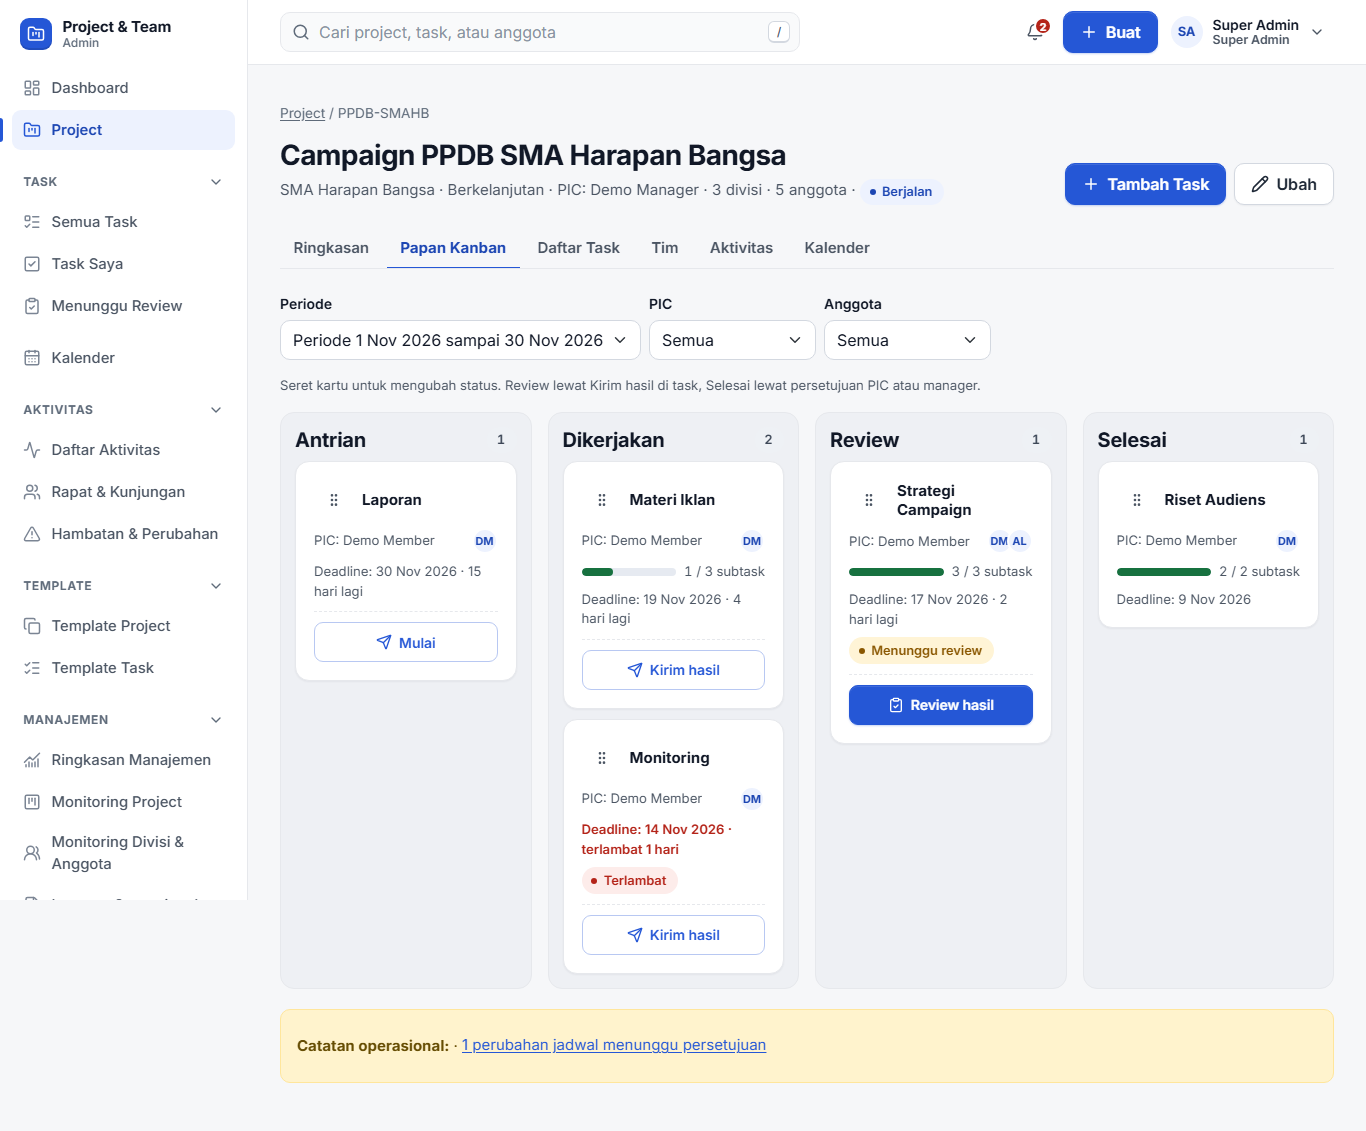 Project & Team
Admin
Cari project, task, atau anggota
/
2
Buat
SA
Super Admin
Super Admin
Dashboard
Project
TASK
Semua Task
Task Saya
Menunggu Review
Kalender
AKTIVITAS
Daftar Aktivitas
Rapat & Kunjungan
Hambatan & Perubahan
TEMPLATE
Template Project
Template Task
MANAJEMEN
Ringkasan Manajemen
Monitoring Project
Monitoring Divisi &
Anggota
Project / PPDB-SMAHB
Campaign PPDB SMA Harapan Bangsa
SMA Harapan Bangsa · Berkelanjutan · PIC: Demo Manager · 3 divisi · 5 anggota ·
Berjalan
Tambah Task
Ubah
Ringkasan
Papan Kanban
Daftar Task
Tim
Aktivitas
Kalender
Periode
PIC
Anggota
Periode 1 Nov 2026 sampai 30 Nov 2026
Semua
Semua
Seret kartu untuk mengubah status. Review lewat Kirim hasil di task, Selesai lewat persetujuan PIC atau manager.
Antrian
1
Laporan
PIC: Demo Member
DM
Deadline: 30 Nov 2026 · 15
hari lagi
Mulai
Dikerjakan
2
Materi Iklan
PIC: Demo Member
DM
1 / 3 subtask
Deadline: 19 Nov 2026 · 4
hari lagi
Kirim hasil
Monitoring
PIC: Demo Member
DM
Deadline: 14 Nov 2026 ·
terlambat 1 hari
Terlambat
Kirim hasil
Review
1
Strategi
Campaign
PIC: Demo Member
DM
AL
3 / 3 subtask
Deadline: 17 Nov 2026 · 2
hari lagi
Menunggu review
Review hasil
Selesai
1
Riset Audiens
PIC: Demo Member
DM
2 / 2 subtask
Deadline: 9 Nov 2026
Catatan operasional: · 1 perubahan jadwal menunggu persetujuan